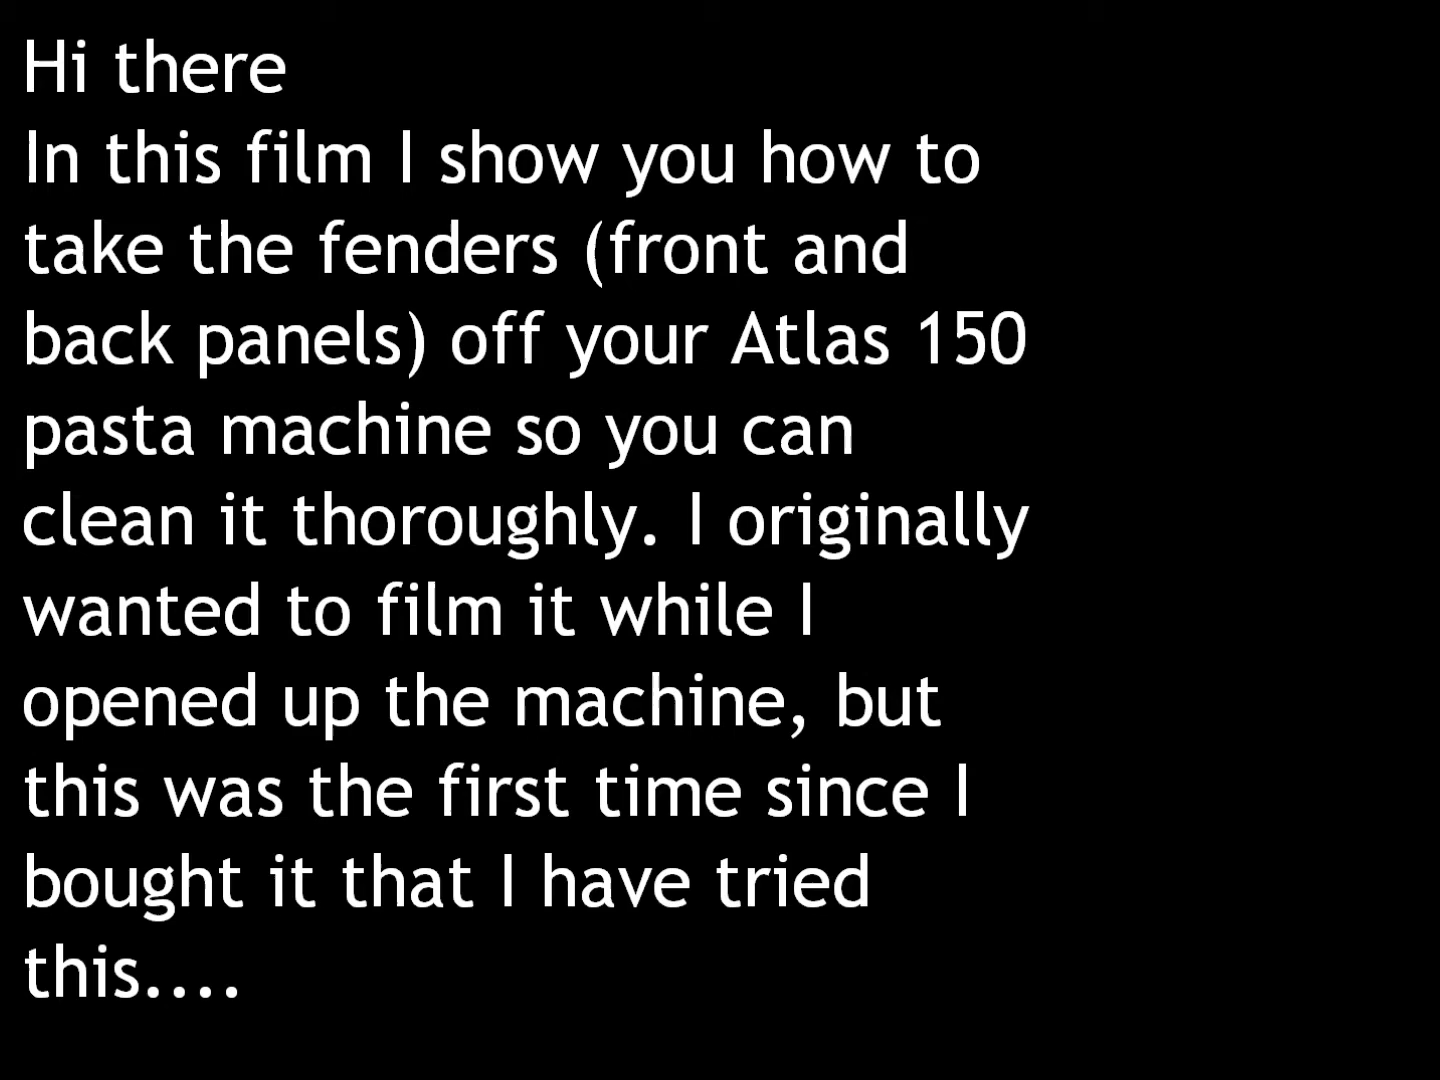 Hi there
In this film I show you how to
take the fenders (front and
back panels) off your Atlas 150
pasta machine so you can
clean it thoroughly. I originally
wanted to film it while I
opened up the machine, but
this was the first time since I
bought it that I have tried
this....